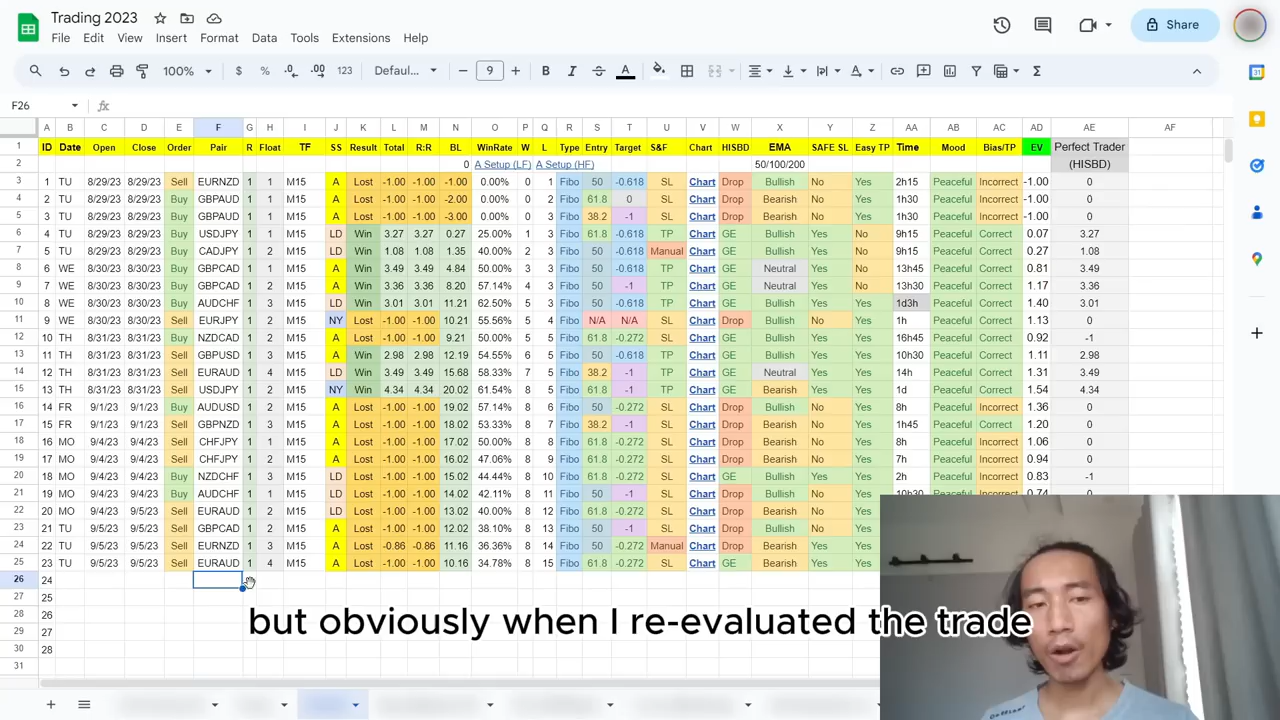 Trading 2023
File Edit View Insert Format Data Tools Extensions Help
Share
100% $ % .0 .00 123 Defaul... 9 B I A
F26 fx
A B C D E F G H I J K L M N O P Q R S T U V W X Y Z AA AB AC AD AE AF
1 ID Date Open Close Order Pair R Float TF SS Result Total R:R BL WinRate W L Type Entry Target S&F Chart HISBD EMA SAFE SL Easy TP Time Mood Bias/TP EV Perfect Trader
2 0 A Setup (LF) A Setup (HF) 50/100/200 (HISBD)
3 1 TU 8/29/23 8/29/23 Sell EURNZD 1 1 M15 A Lost -1.00 -1.00 -1.00 0.00% 0 1 Fibo 50 -0.618 SL Chart Drop Bullish No Yes 2h15 Peaceful Incorrect -1.00 0
4 2 TU 8/29/23 8/29/23 Buy GBPAUD 1 1 M15 A Lost -1.00 -1.00 -2.00 0.00% 0 2 Fibo 61.8 0 SL Chart Drop Bearish No Yes 1h30 Peaceful Incorrect -1.00 0
5 3 TU 8/29/23 8/29/23 Buy GBPAUD 1 1 M15 A Lost -1.00 -1.00 -3.00 0.00% 0 3 Fibo 38.2 -1 SL Chart Drop Bearish No Yes 1h30 Peaceful Incorrect -1.00 0
6 4 TU 8/29/23 8/29/23 Buy USDJPY 1 1 M15 LD Win 3.27 3.27 0.27 25.00% 1 3 Fibo 61.8 -0.618 TP Chart GE Bullish Yes No 9h15 Peaceful Correct 0.07 3.27
7 5 TU 8/29/23 8/29/23 Buy CADJPY 1 2 M15 LD Win 1.08 1.08 1.35 40.00% 2 3 Fibo 50 -0.618 Manual Chart GE Bullish Yes No 9h15 Peaceful Correct 0.27 1.08
8 6 WE 8/30/23 8/30/23 Buy GBPCAD 1 1 M15 A Win 3.49 3.49 4.84 50.00% 3 3 Fibo 50 -0.618 TP Chart GE Neutral Yes No 13h45 Peaceful Correct 0.81 3.49
9 7 WE 8/30/23 8/30/23 Buy GBPCAD 1 2 M15 A Win 3.36 3.36 8.20 57.14% 4 3 Fibo 50 -0.618 TP Chart GE Neutral Yes No 13h30 Peaceful Correct 1.17 3.36
10 8 WE 8/30/23 8/30/23 Buy AUDCHF 1 3 M15 LD Win 3.01 3.01 11.21 62.50% 5 3 Fibo 50 -0.618 TP Chart GE Bullish Yes Yes 1d3h Peaceful Correct 1.40 3.01
11 9 WE 8/30/23 8/30/23 Sell EURJPY 1 2 M15 NY Lost -1.00 -1.00 10.21 55.56% 5 4 Fibo N/A N/A SL Chart Drop Bullish No Yes 1h Peaceful Correct 1.13 0
12 10 TH 8/31/23 8/31/23 Buy NZDCAD 1 2 M15 A Lost -1.00 -1.00 9.21 50.00% 5 5 Fibo 61.8 -0.272 SL Chart GE Bullish Yes Yes 16h45 Peaceful Correct 0.92 -1
13 11 TH 8/31/23 8/31/23 Sell GBPUSD 1 3 M15 A Win 2.98 2.98 12.19 54.55% 6 5 Fibo 50 -0.618 TP Chart GE Bullish Yes Yes 10h30 Peaceful Correct 1.11 2.98
14 12 TH 8/31/23 8/31/23 Sell EURAUD 1 4 M15 LD Win 3.49 3.49 15.68 58.33% 7 5 Fibo 38.2 -1 TP Chart GE Neutral Yes Yes 14h Peaceful Correct 1.31 3.49
15 13 TH 8/31/23 8/31/23 Sell USDJPY 1 2 M15 NY Win 4.34 4.34 20.02 61.54% 8 5 Fibo 61.8 -1 TP Chart GE Bearish Yes Yes 1d Peaceful Correct 1.54 4.34
16 14 FR 9/1/23 9/1/23 Buy AUDUSD 1 2 M15 A Lost -1.00 -1.00 19.02 57.14% 8 6 Fibo 50 -0.272 SL Chart Drop Bullish No Yes 8h Peaceful Incorrect 1.36 0
17 15 FR 9/1/23 9/1/23 Sell GBPNZD 1 3 M15 A Lost -1.00 -1.00 18.02 53.33% 8 7 Fibo 38.2 -1 SL Chart Drop Bearish No Yes 1h45 Peaceful Correct 1.20 0
18 16 MO 9/4/23 9/4/23 Sell CHFJPY 1 1 M15 A Lost -1.00 -1.00 17.02 50.00% 8 8 Fibo 61.8 -0.272 SL Chart Drop Bullish Yes Yes 8h Peaceful Incorrect 1.06 0
19 17 MO 9/4/23 9/4/23 Sell CHFJPY 1 2 M15 A Lost -1.00 -1.00 16.02 47.06% 8 9 Fibo 61.8 -0.272 SL Chart Drop Bullish No Yes 7h Peaceful Incorrect 0.94 0
20 18 MO 9/4/23 9/4/23 Buy NZDCHF 1 2 M15 LD Lost -1.00 -1.00 15.02 44.44% 8 10 Fibo 61.8 -0.272 SL Chart GE Bullish Yes Yes 2h Peaceful Incorrect 0.83 -1
21 19 MO 9/4/23 9/4/23 Buy AUDCHF 1 1 M15 LD Lost -1.00 -1.00 14.02 42.11% 8 11 Fibo 50 -1 SL Chart Drop Bullish Yes No
22 20 MO 9/4/23 9/4/23 Buy EURAUD 1 2 M15 LD Lost -1.00 -1.00 13.02 40.00% 8 12 Fibo 61.8 -0.272 SL Chart Drop Bearish Yes No
23 21 TU 9/5/23 9/5/23 Sell GBPCAD 1 2 M15 A Lost -1.00 -1.00 12.02 38.10% 8 13 Fibo 50 -1 SL Chart Drop Bullish No
24 22 TU 9/5/23 9/5/23 Sell EURNZD 1 3 M15 A Lost -0.86 -0.86 11.16 36.36% 8 14 Fibo 50 -0.272 Manual Chart Drop Bearish Yes Yes
25 23 TU 9/5/23 9/5/23 Sell EURAUD 1 4 M15 A Lost -1.00 -1.00 10.16 34.78% 8 15 Fibo 61.8 -0.272 SL Chart Drop Bearish Yes Yes
26 24
27 25
28 26
29 27
30 28
31
but obviously when I re-evaluated the trade